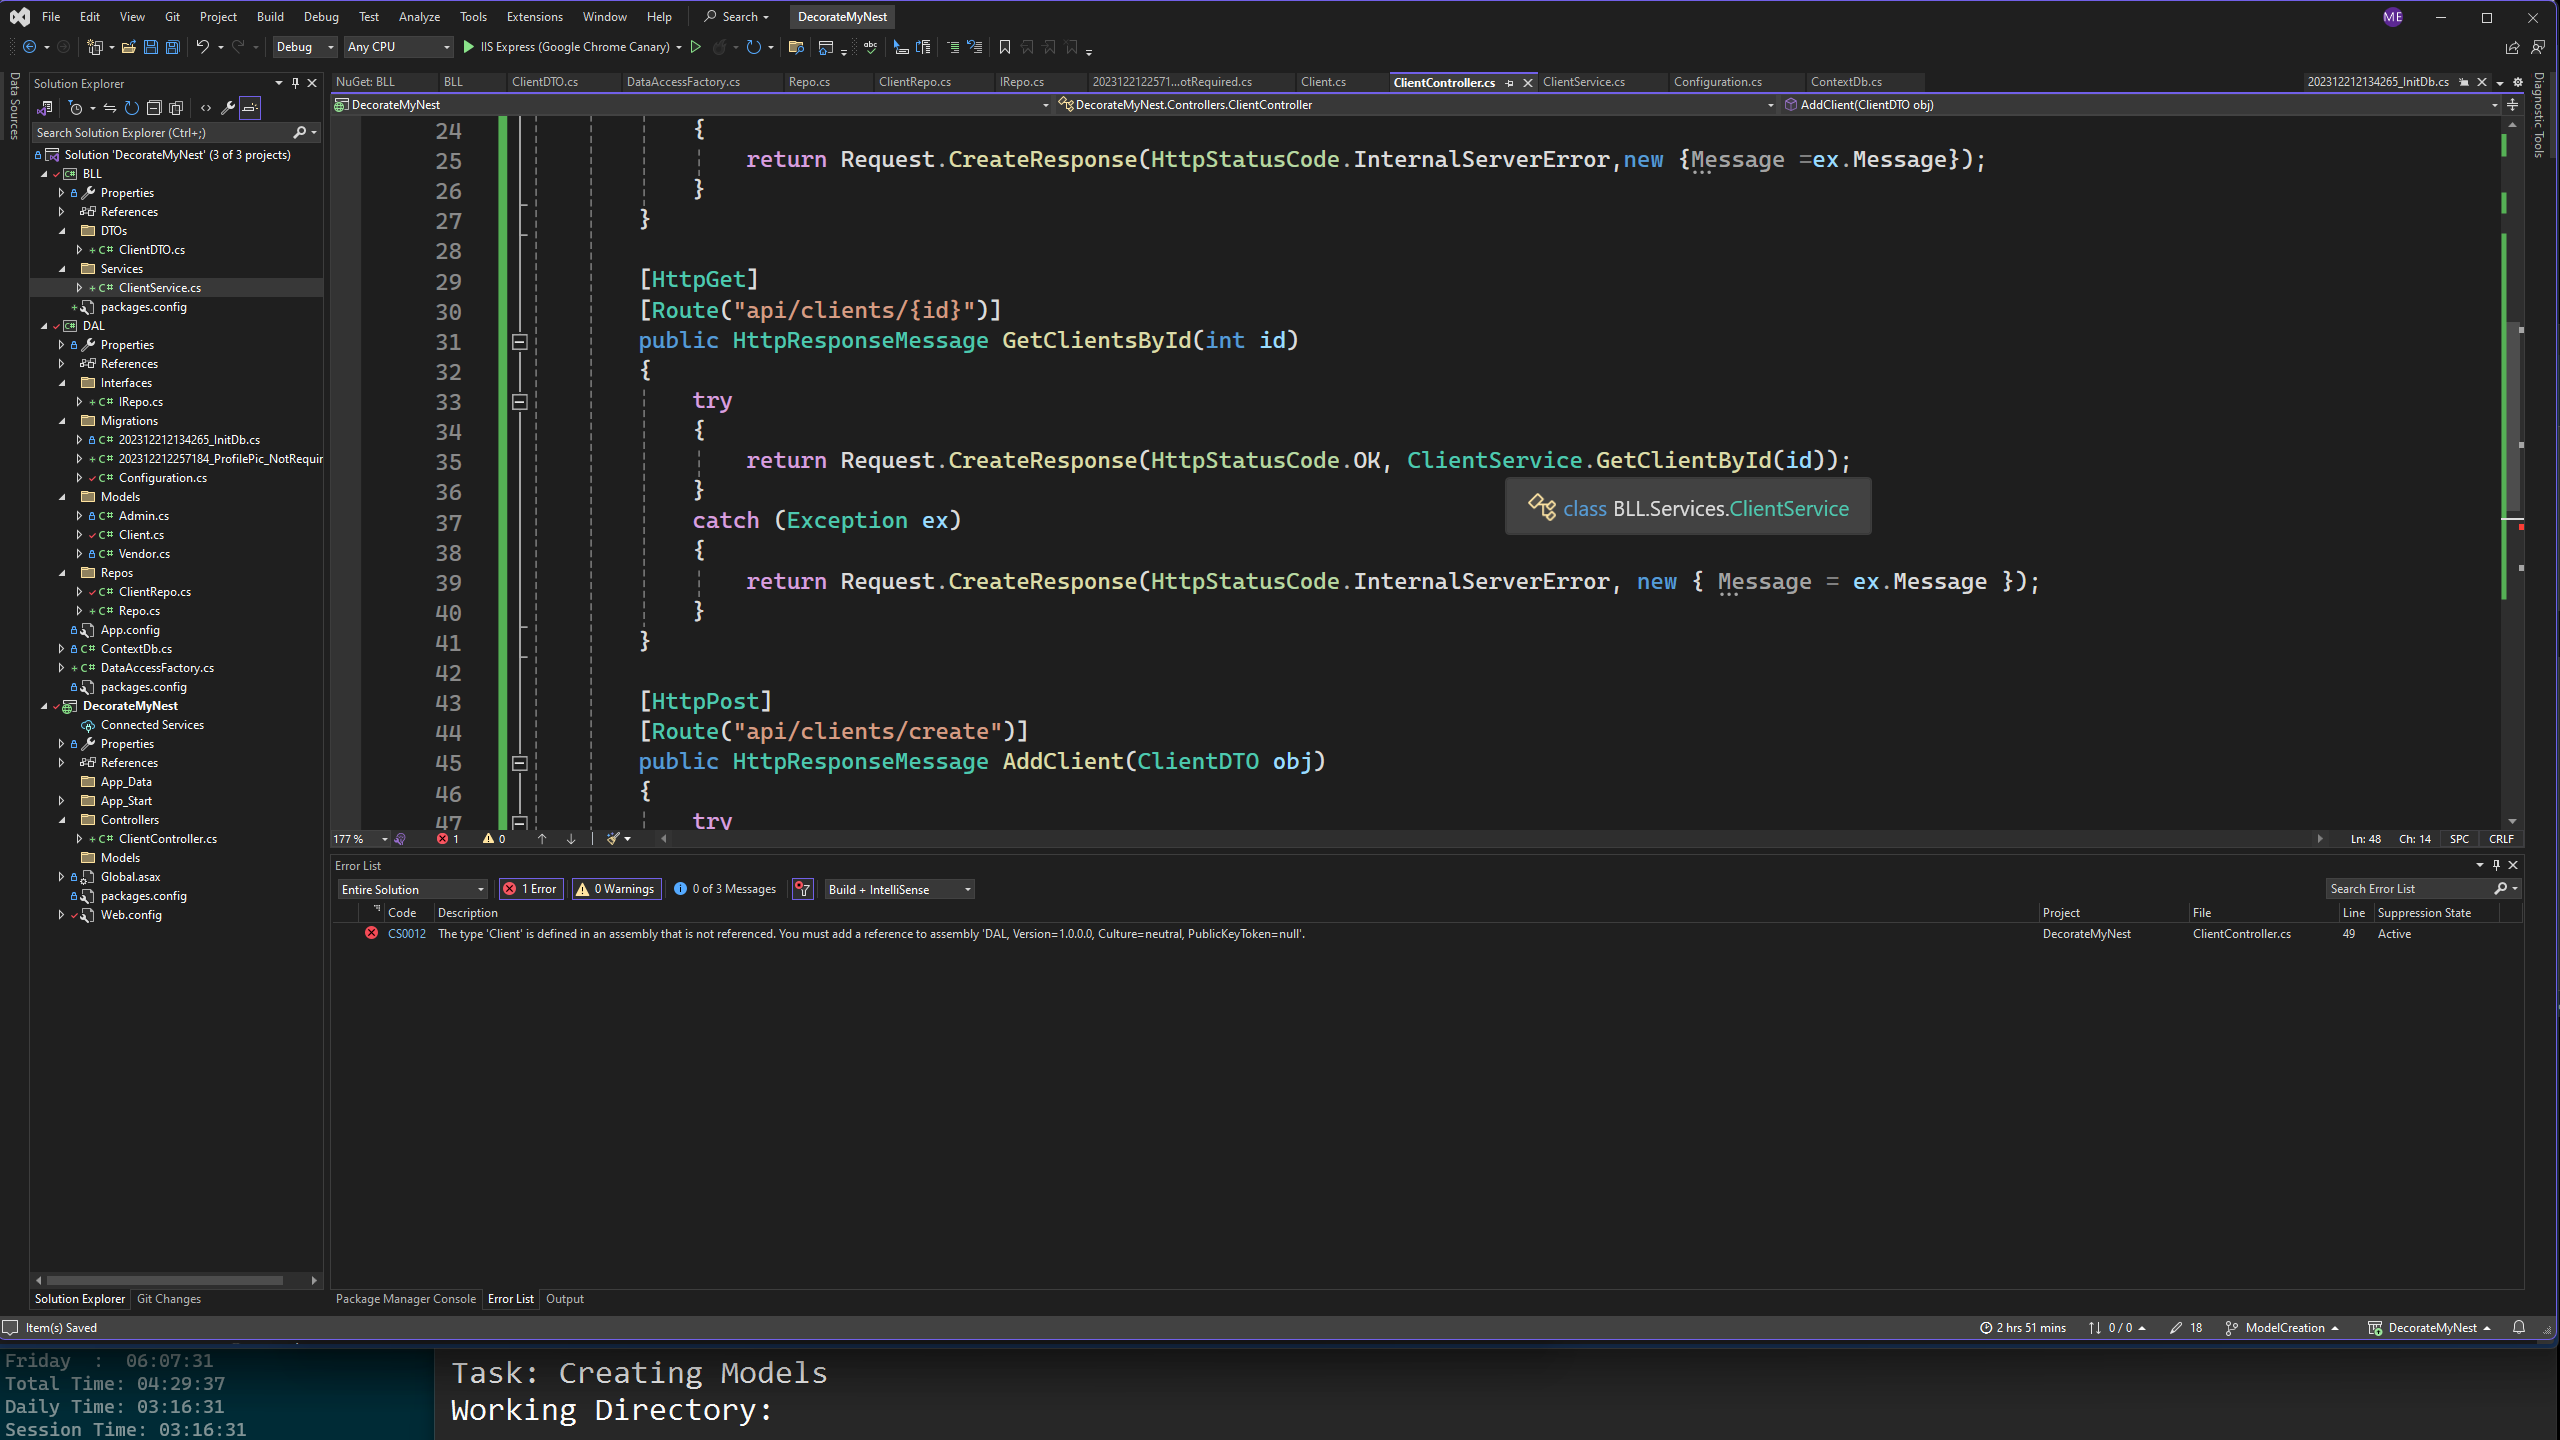 File Edit View Git Project Build Debug Test Analyze Tools Extensions Window Help Search DecorateMyNest ME
Debug Any CPU IIS Express (Google Chrome Canary)
Data Sources
Diagnostic Tools
Solution Explorer
Search Solution Explorer (Ctrl+;)
Solution 'DecorateMyNest' (3 of 3 projects)
BLL
Properties
References
DTOs
C# ClientDTO.cs
Services
C# ClientService.cs
packages.config
DAL
Properties
References
Interfaces
C# IRepo.cs
Migrations
C# 202312212134265_InitDb.cs
C# 202312212257184_ProfilePic_NotRequir
C# Configuration.cs
Models
C# Admin.cs
C# Client.cs
C# Vendor.cs
Repos
C# ClientRepo.cs
C# Repo.cs
App.config
C# ContextDb.cs
C# DataAccessFactory.cs
packages.config
DecorateMyNest
Connected Services
Properties
References
App_Data
App_Start
Controllers
C# ClientController.cs
Models
Global.asax
packages.config
Web.config
Solution Explorer Git Changes
NuGet: BLL BLL ClientDTO.cs DataAccessFactory.cs Repo.cs ClientRepo.cs IRepo.cs 2023122122571...otRequired.cs Client.cs ClientController.cs ClientService.cs Configuration.cs ContextDb.cs 202312212134265_InitDb.cs
DecorateMyNest DecorateMyNest.Controllers.ClientController AddClient(ClientDTO obj)
24 {
25 return Request.CreateResponse(HttpStatusCode.InternalServerError,new {Message =ex.Message});
26 }
27 }
28
29 [HttpGet]
30 [Route("api/clients/{id}")]
31 public HttpResponseMessage GetClientsById(int id)
32 {
33 try
34 {
35 return Request.CreateResponse(HttpStatusCode.OK, ClientService.GetClientById(id));
36 }
class BLL.Services.ClientService
37 catch (Exception ex)
38 {
39 return Request.CreateResponse(HttpStatusCode.InternalServerError, new { Message = ex.Message });
40 }
41 }
42
43 [HttpPost]
44 [Route("api/clients/create")]
45 public HttpResponseMessage AddClient(ClientDTO obj)
46 {
47 try
177 % 1 0 Ln: 48 Ch: 14 SPC CRLF
Error List
Entire Solution 1 Error 0 Warnings 0 of 3 Messages Build + IntelliSense Search Error List
Code Description Project File Line Suppression State
CS0012 The type 'Client' is defined in an assembly that is not referenced. You must add a reference to assembly 'DAL, Version=1.0.0.0, Culture=neutral, PublicKeyToken=null'. DecorateMyNest ClientController.cs 49 Active
Package Manager Console Error List Output
Item(s) Saved 2 hrs 51 mins 0 / 0 18 ModelCreation DecorateMyNest
Friday : 06:07:31
Total Time: 04:29:37
Daily Time: 03:16:31
Session Time: 03:16:31
Task: Creating Models
Working Directory: